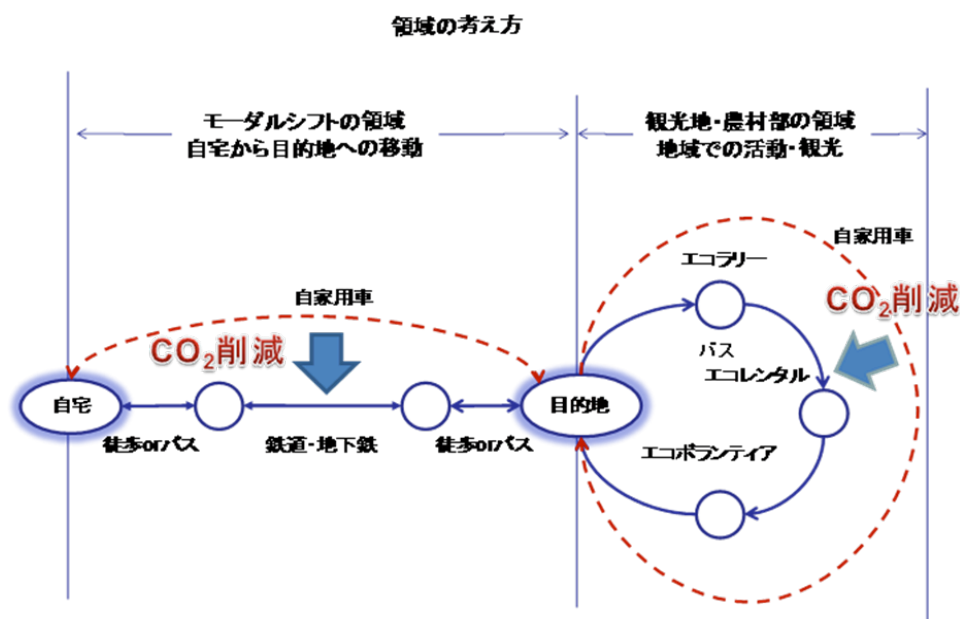 領域の考え方
モーダルシフトの領域
自宅から目的地への移動
観光地・農村部の領域
地域での活動・観光
自家用車
CO₂削減
自宅
徒歩orバス
鉄道・地下鉄
徒歩orバス
目的地
自家用車
エコラリー
CO₂削減
バス
エコレンタル
エコボランティア